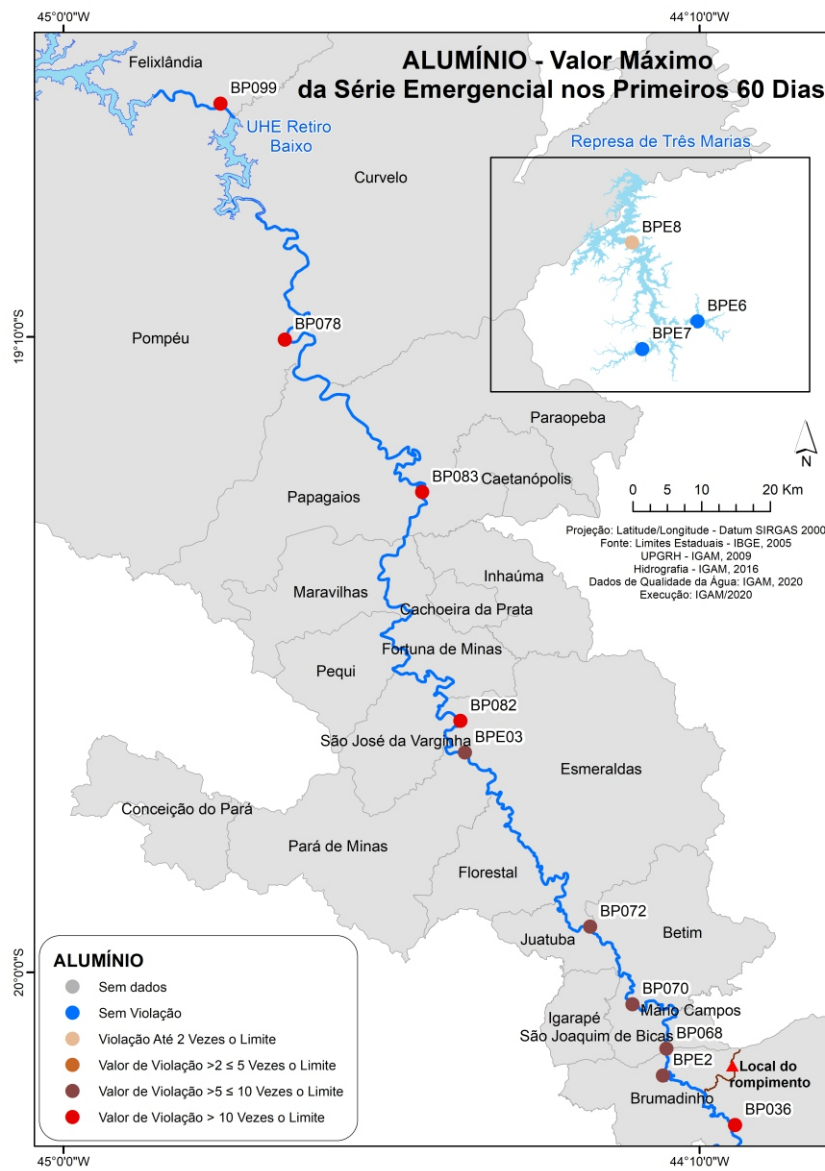 45°0'0"W
44°10'0"W
ALUMÍNIO - Valor Máximo
da Série Emergencial nos Primeiros 60 Dias
Felixlândia
BP099
UHE Retiro
Baixo
Represa de Três Marias
Curvelo
BPE8
BPE6
BPE7
BP078
Pompéu
19°10'0"S
Paraopeba
N
BP083
Caetanópolis
Papagaios
0 5 10 20 Km
Projeção: Latitude/Longitude - Datum SIRGAS 2000
Fonte: Limites Estaduais - IBGE, 2005
UPGRH - IGAM, 2009
Hidrografia - IGAM, 2016
Dados de Qualidade da Água: IGAM, 2020
Execução: IGAM/2020
Inhaúma
Maravilhas
Cachoeira da Prata
Fortuna de Minas
Pequi
BP082
São José da Varginha
BPE03
Esmeraldas
Conceição do Pará
Pará de Minas
Florestal
BP072
Juatuba
Betim
20°0'0"S
BP070
Mário Campos
Igarapé
São Joaquim de Bicas
BP068
BPE2
Local do
rompimento
Brumadinho
BP036
ALUMÍNIO
Sem dados
Sem Violação
Violação Até 2 Vezes o Limite
Valor de Violação >2 ≤ 5 Vezes o Limite
Valor de Violação >5 ≤ 10 Vezes o Limite
Valor de Violação > 10 Vezes o Limite
45°0'0"W
44°10'0"W